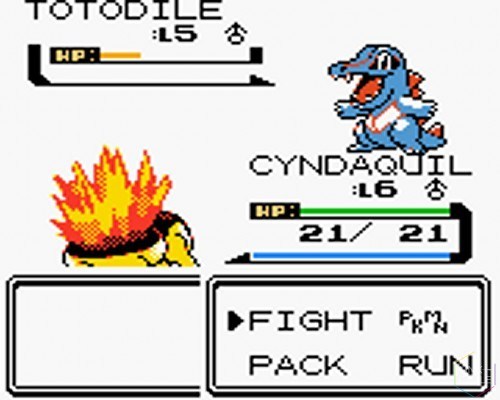 TOTODILE
:L5 ♂
HP:
CYNDAQUIL
:L6 ♂
HP:
21/ 21
▶FIGHT PKMN
PACK RUN